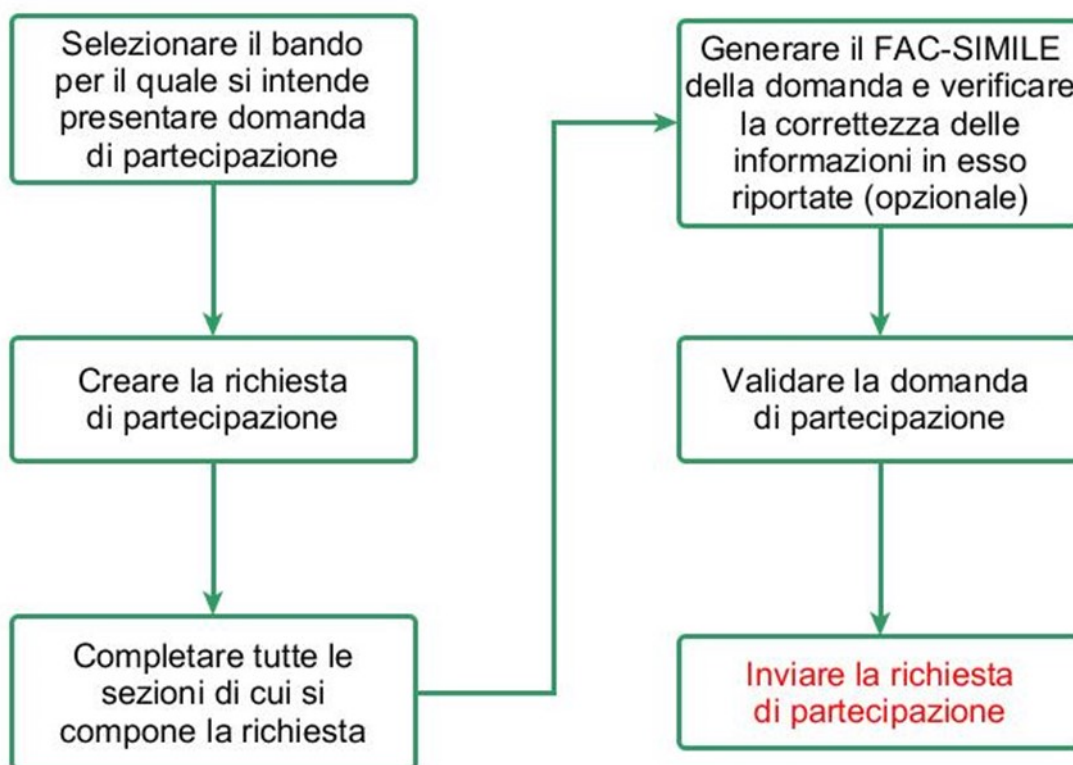 Selezionare il bando
per il quale si intende
presentare domanda
di partecipazione
Creare la richiesta
di partecipazione
Completare tutte le
sezioni di cui si
compone la richiesta
Generare il FAC-SIMILE
della domanda e verificare
la correttezza delle
informazioni in esso
riportate (opzionale)
Validare la domanda
di partecipazione
Inviare la richiesta
di partecipazione